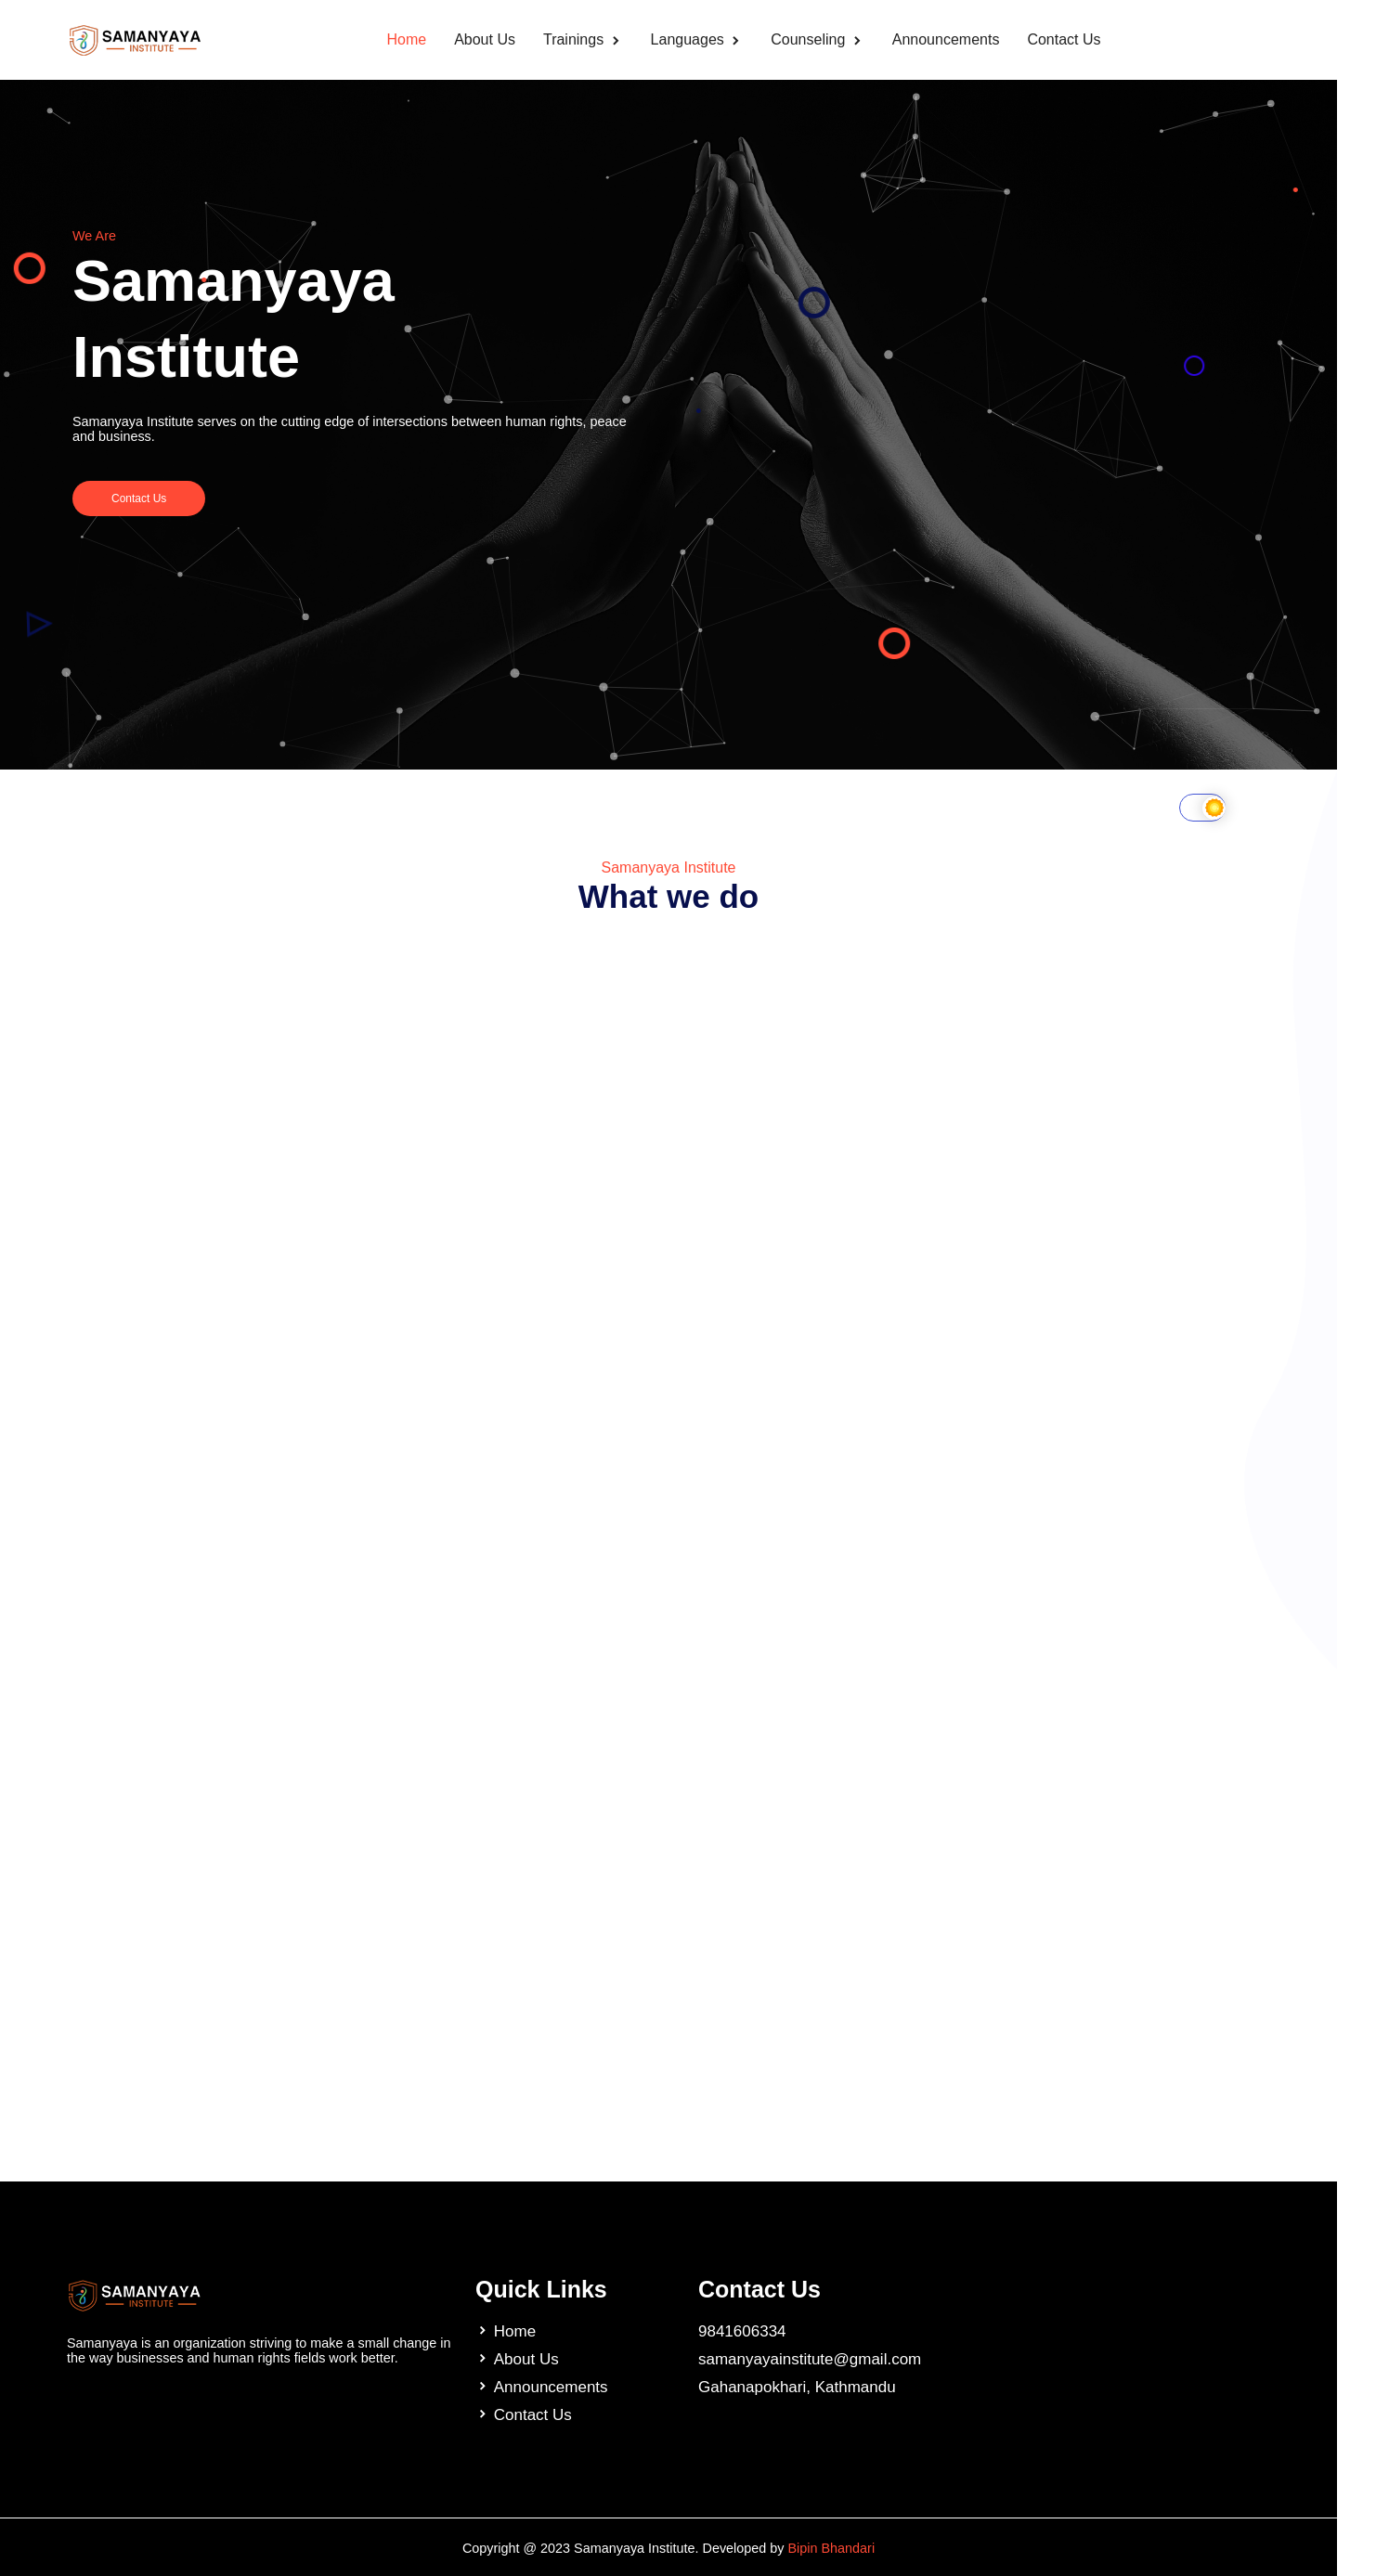 SAMANYAYA
INSTITUTE
Home
About Us
Trainings
Languages
Counseling
Announcements
Contact Us
We Are
Samanyaya
Institute
Samanyaya Institute serves on the cutting edge of intersections between human rights, peace
and business.
Contact Us
Samanyaya Institute
What we do
SAMANYAYA
INSTITUTE
Samanyaya is an organization striving to make a small change in
the way businesses and human rights fields work better.
Quick Links
Home
About Us
Announcements
Contact Us
Contact Us
9841606334
samanyayainstitute@gmail.com
Gahanapokhari, Kathmandu
Copyright @ 2023 Samanyaya Institute. Developed by Bipin Bhandari